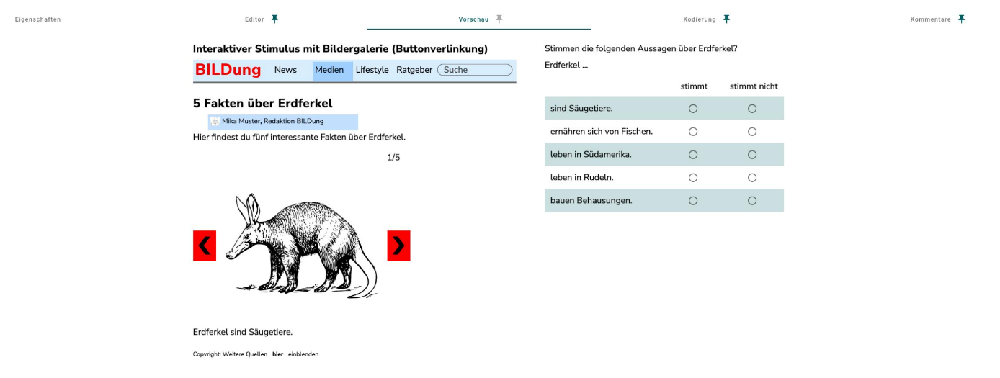 Eigenschaften
Editor
Vorschau
Kodierung
Kommentare
Interaktiver Stimulus mit Bildergalerie (Buttonverlinkung)
BILDung News Medien Lifestyle Ratgeber Suche
5 Fakten über Erdferkel
Mika Muster, Redaktion BILDung
Hier findest du fünf interessante Fakten über Erdferkel.
1/5
Erdferkel sind Säugetiere.
Copyright: Weitere Quellen hier einblenden
Stimmen die folgenden Aussagen über Erdferkel?
Erdferkel ...
stimmt stimmt nicht
sind Säugetiere.
ernähren sich von Fischen.
leben in Südamerika.
leben in Rudeln.
bauen Behausungen.